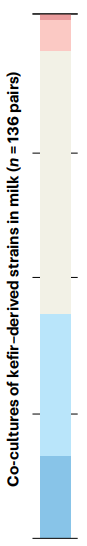 Co-cultures of kefir-derived strains in milk (n = 136 pairs)